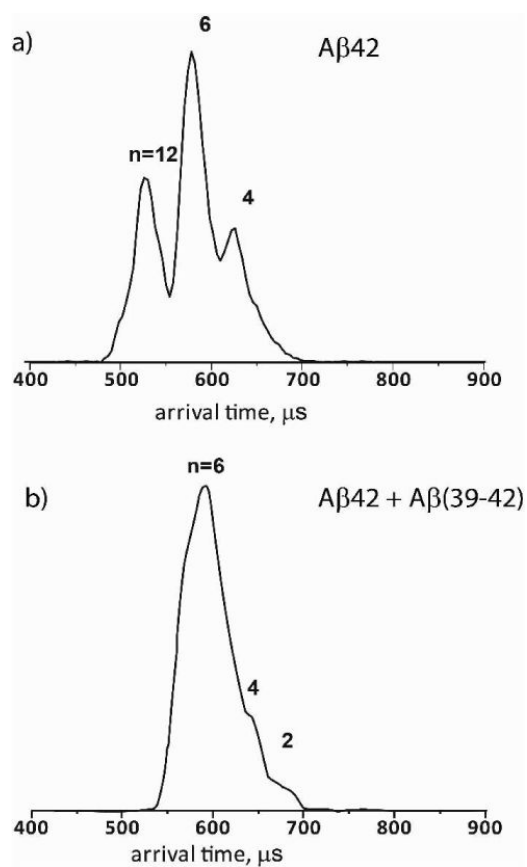 a)
6
Aβ42
n=12
4
400 500 600 700 800 900
arrival time, μs
n=6
b)
Aβ42 + Aβ(39-42)
4
2
400 500 600 700 800 900
arrival time, μs